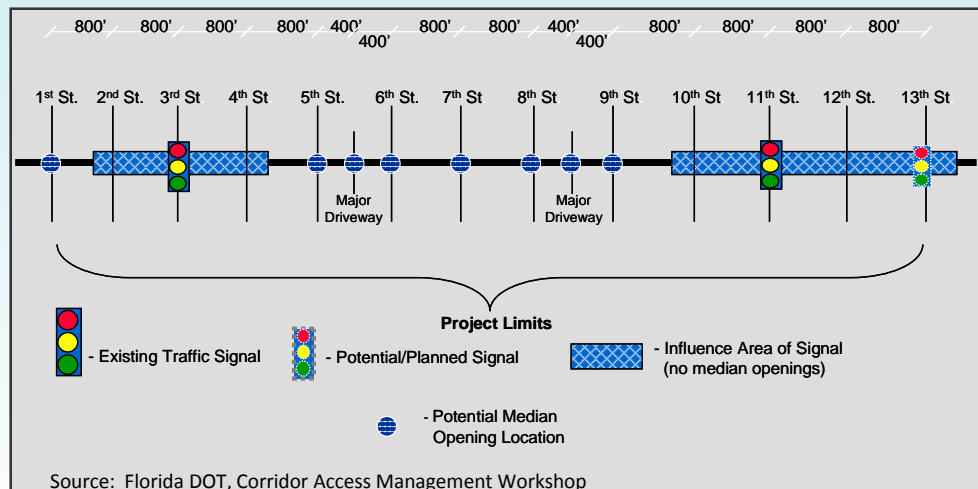 800' 800' 800' 800' 800' 400' 800' 800' 800' 400' 800' 800' 800' 800'
400' 400'
1st St. 2nd St. 3rd St. 4th St. 5th St. 6th St. 7th St. 8th St. 9th St. 10th St. 11th St. 12th St. 13th St.
Major Major
Driveway Driveway
Project Limits
- Existing Traffic Signal
- Potential/Planned Signal
- Influence Area of Signal
(no median openings)
- Potential Median
Opening Location
Source: Florida DOT, Corridor Access Management Workshop